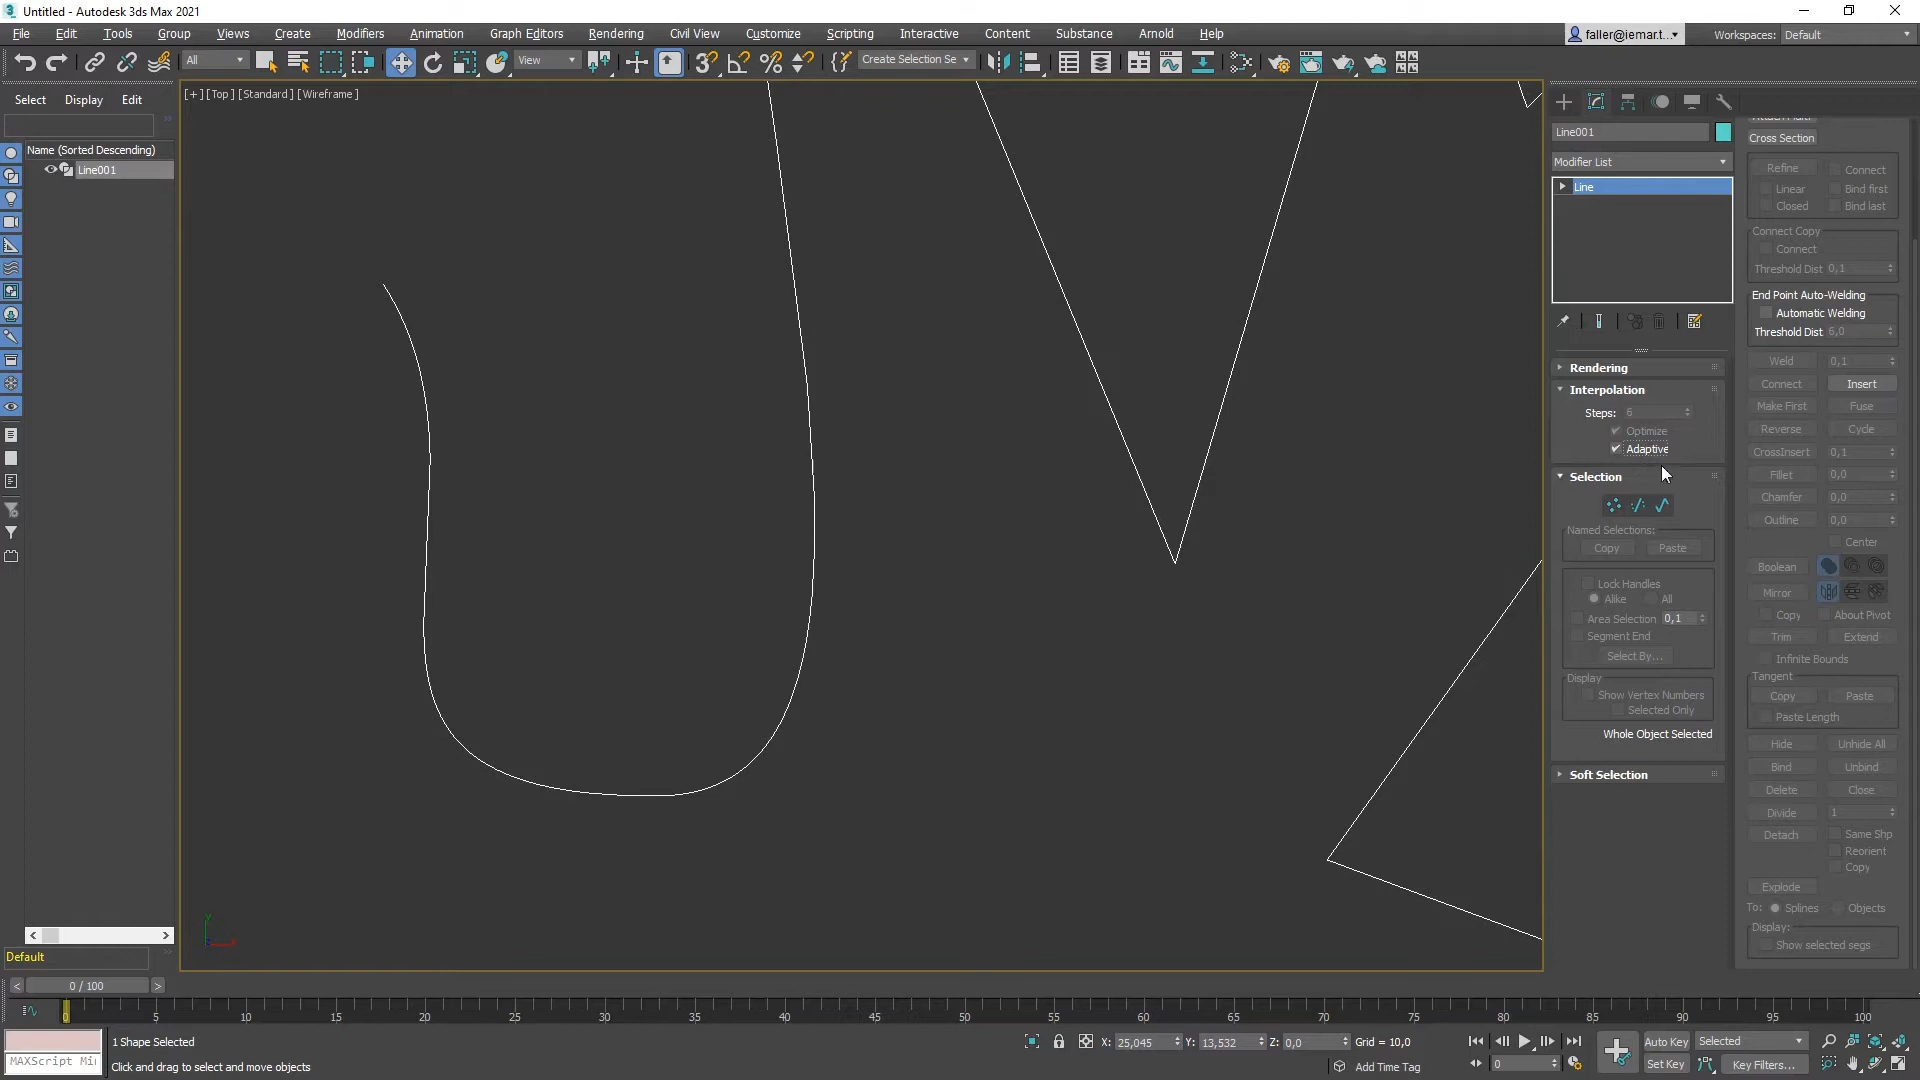 Untitled - Autodesk 3ds Max 2021
File Edit Tools Group Views Create Modifiers Animation Graph Editors Rendering Civil View Customize Scripting Interactive Content Substance Arnold Help
faller@iemar.t...
Workspaces: Default
All
View
Create Selection Se
Select Display Edit
[+] [Top] [Standard] [Wireframe]
Name (Sorted Descending)
Line001
Line001
Modifier List
Line
Rendering
Interpolation
Steps: 6
Optimize
Adaptive
Selection
Named Selections:
Copy Paste
Lock Handles
Alike All
Area Selection 0,1
Segment End
Select By...
Display
Show Vertex Numbers
Selected Only
Whole Object Selected
Soft Selection
Cross Section
Refine Connect
Linear Bind first
Closed Bind last
Connect Copy
Connect
Threshold Dist 0,1
End Point Auto-Welding
Automatic Welding
Threshold Dist 6,0
Weld 0,1
Connect Insert
Make First Fuse
Reverse Cycle
CrossInsert 0,1
Fillet 0,0
Chamfer 0,0
Outline 0,0
Center
Boolean
Mirror
Copy About Pivot
Trim Extend
Infinite Bounds
Tangent
Copy Paste
Paste Length
Hide Unhide All
Bind Unbind
Delete Close
Divide 1
Detach Same Shp
Reorient
Copy
Explode
To: Splines Objects
Display:
Show selected segs
Default
0 / 100
0 5 10 15 20 25 30 35 40 45 50 55 60 65 70 75 80 85 90 95 100
1 Shape Selected
X: 25,045 Y: 13,532 Z: 0,0 Grid = 10,0
Auto Key Selected
MAXScript Mi
Click and drag to select and move objects
Add Time Tag
0
Set Key Key Filters...